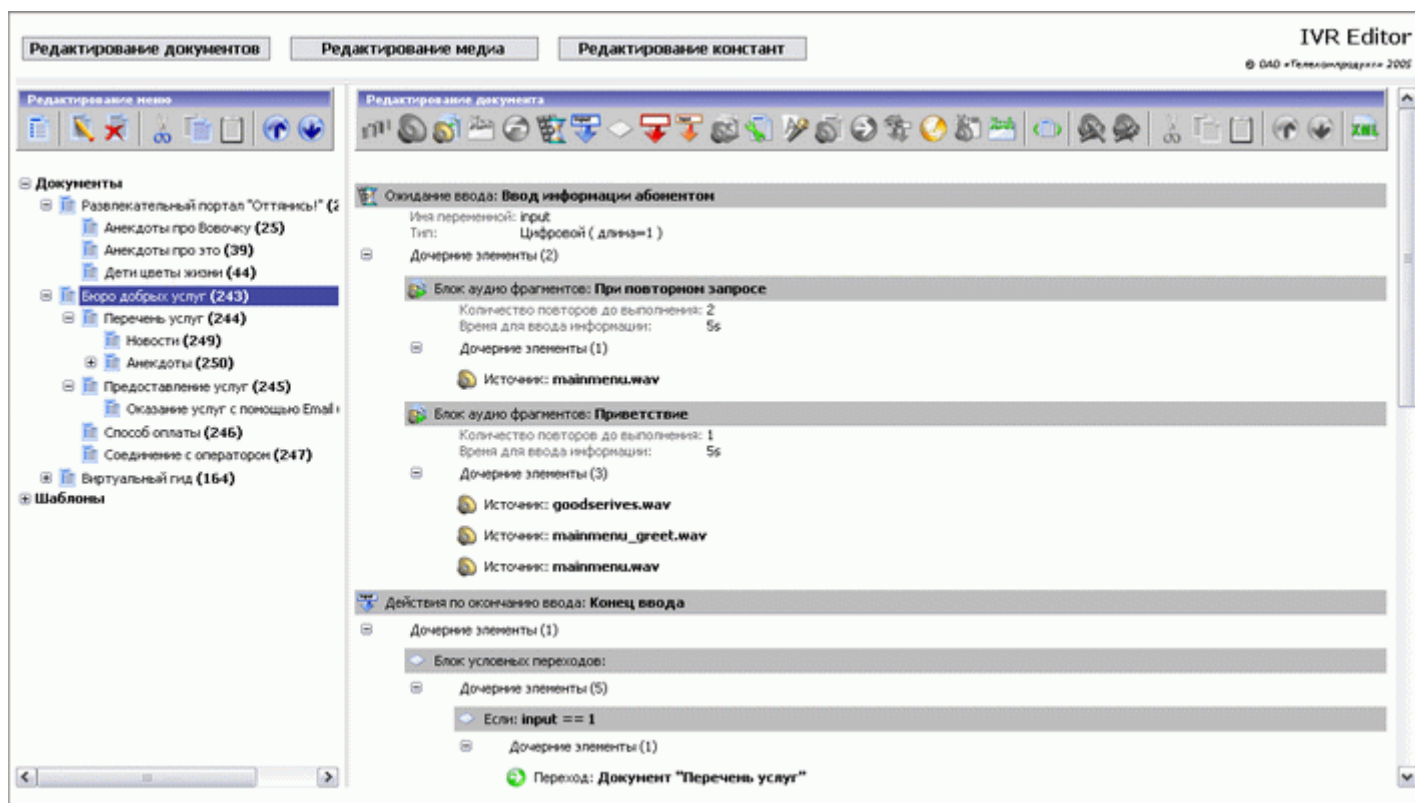 Редактирование документов
Редактирование медиа
Редактирование констант
IVR Editor
© ОАО «Телекомпродукт» 2005
Редактирование меню
Документы
Развлекательный портал "Оттянись!" (2
Анекдоты про Вовочку (25)
Анекдоты про это (39)
Дети цветы жизни (44)
Бюро добрых услуг (243)
Перечень услуг (244)
Новости (249)
Анекдоты (250)
Предоставление услуг (245)
Оказание услуг с помощью Email
Способ оплаты (246)
Соединение с оператором (247)
Виртуальный гид (164)
Шаблоны
Редактирование документа
XML
Ожидание ввода: Ввод информации абонентом
Имя переменной: input
Тип: Цифровой ( длина=1 )
Дочерние элементы (2)
Блок аудио фрагментов: При повторном запросе
Количество повторов до выполнения: 2
Время для ввода информации: 5s
Дочерние элементы (1)
Источник: mainmenu.wav
Блок аудио фрагментов: Приветствие
Количество повторов до выполнения: 1
Время для ввода информации: 5s
Дочерние элементы (3)
Источник: goodserives.wav
Источник: mainmenu_greet.wav
Источник: mainmenu.wav
Действия по окончанию ввода: Конец ввода
Дочерние элементы (1)
Блок условных переходов:
Дочерние элементы (5)
Если: input == 1
Дочерние элементы (1)
Переход: Документ "Перечень услуг"